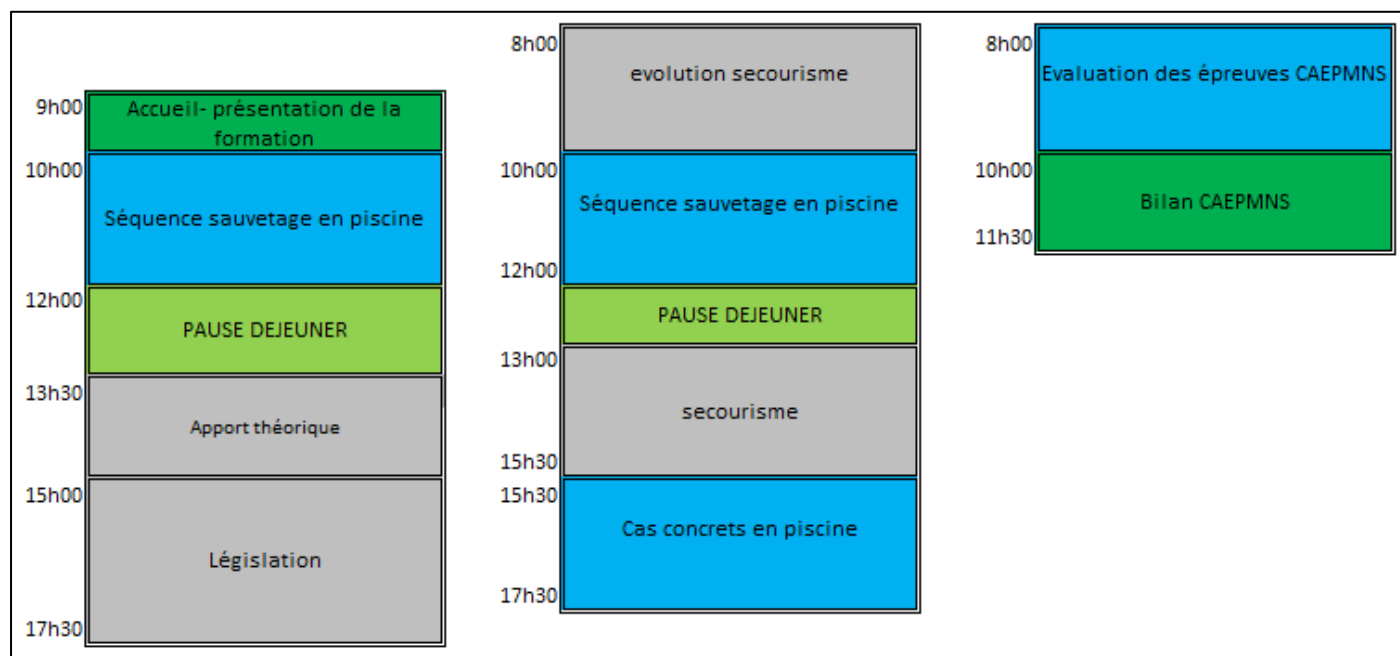 9h00
Accueil- présentation de la
formation
10h00
Séquence sauvetage en piscine
12h00
PAUSE DEJEUNER
13h30
Apport théorique
15h00
Législation
17h30
8h00
evolution secourisme
10h00
Séquence sauvetage en piscine
12h00
PAUSE DEJEUNER
13h00
secourisme
15h30
15h30
Cas concrets en piscine
17h30
8h00
Evaluation des épreuves CAEPMNS
10h00
Bilan CAEPMNS
11h30